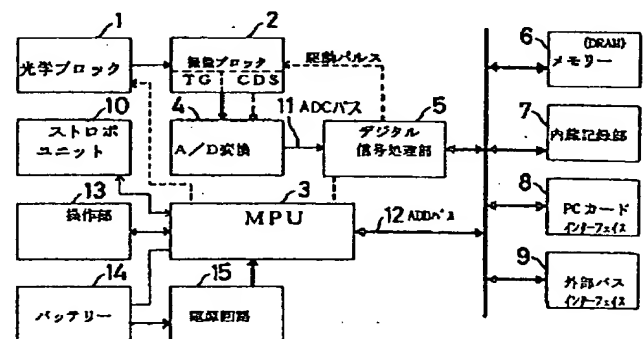 1
光学ブロック
2
撮像ブロック
TG CDS
駆動パルス
6
(DRAM)
メモリー
10
ストロボ
ユニット
4
A/D変換
11 ADCバス
5
デジタル
信号処理部
7
内蔵記録部
13
操作部
3
MPU
12 ADDバス
8
PCカード
インターフェイス
14
バッテリー
15
電源回路
9
外部バス
インターフェイス